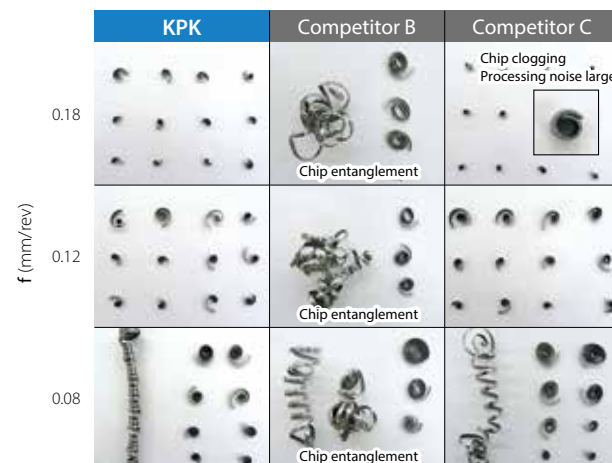 KPK Competitor B Competitor C
Chip clogging
Processing noise large
0.18
Chip entanglement
f (mm/rev)
0.12
Chip entanglement
0.08
Chip entanglement